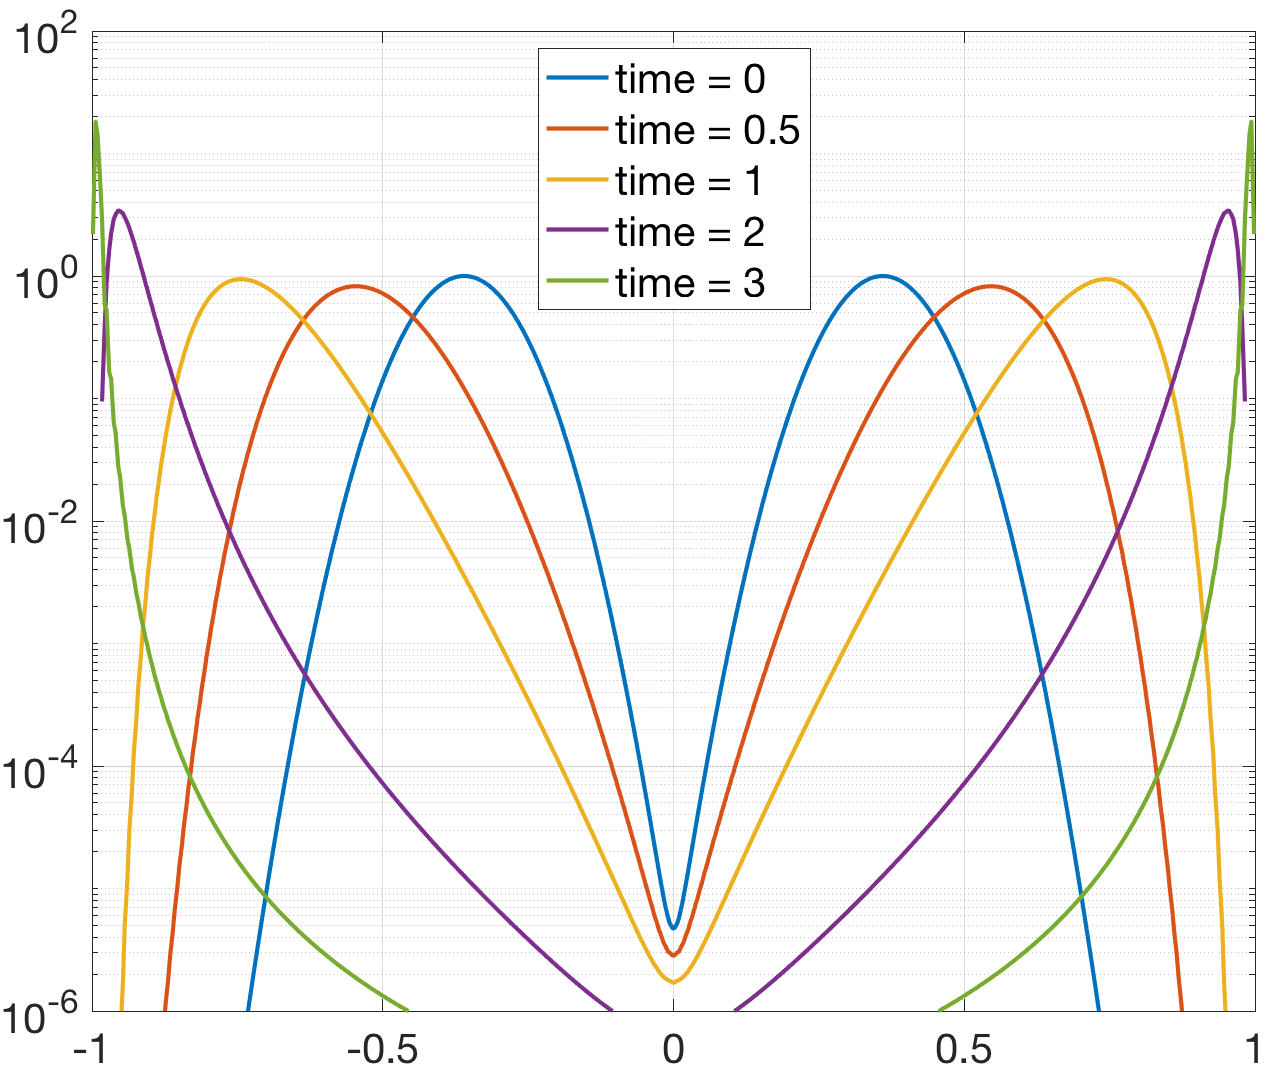 10^2
10^0
10^-2
10^-4
10^-6
time = 0
time = 0.5
time = 1
time = 2
time = 3
-1 -0.5 0 0.5 1